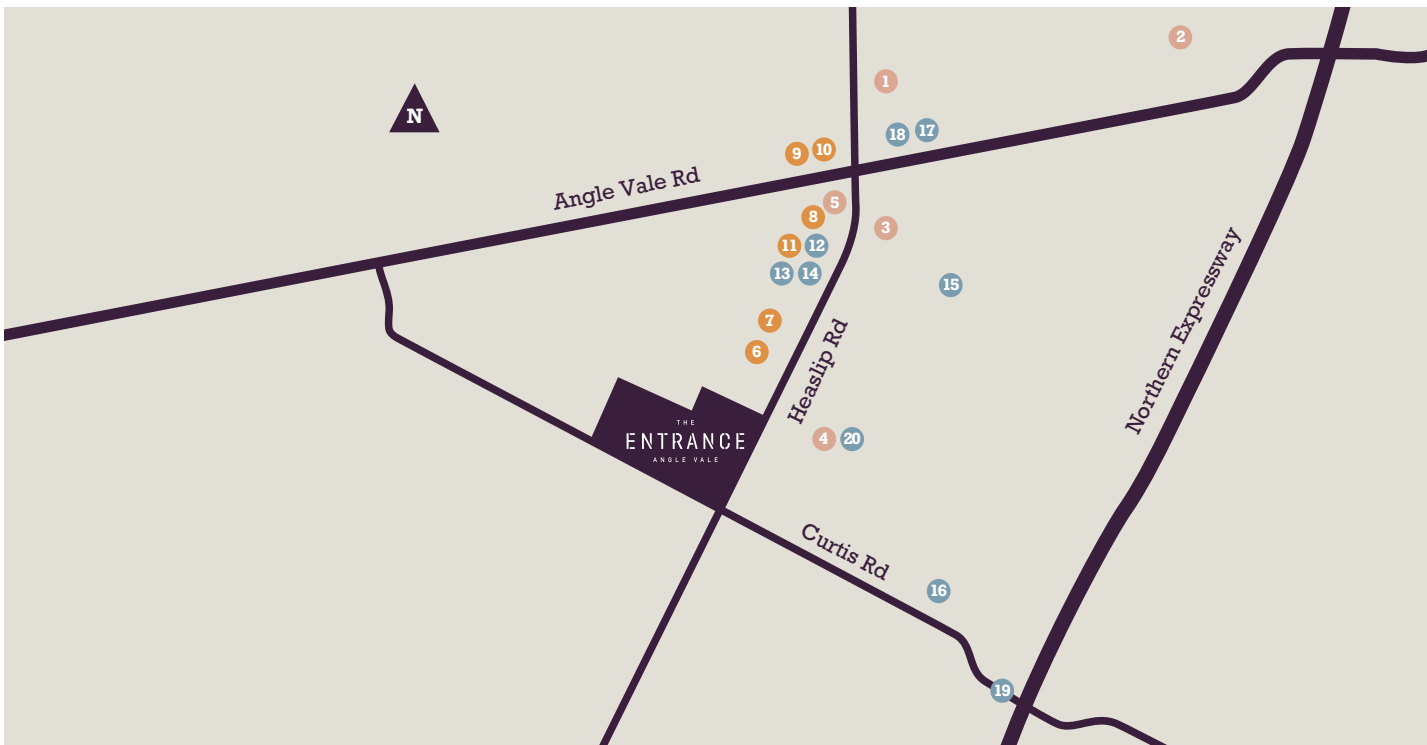 2
1
N
18 17
9 10
Angle Vale Rd
5
8
3
11 12
13 14
15
Northern Expressway
7
Heaslip Rd
6
THE
ENTRANCE
ANGLE VALE
4 20
Curtis Rd
16
19